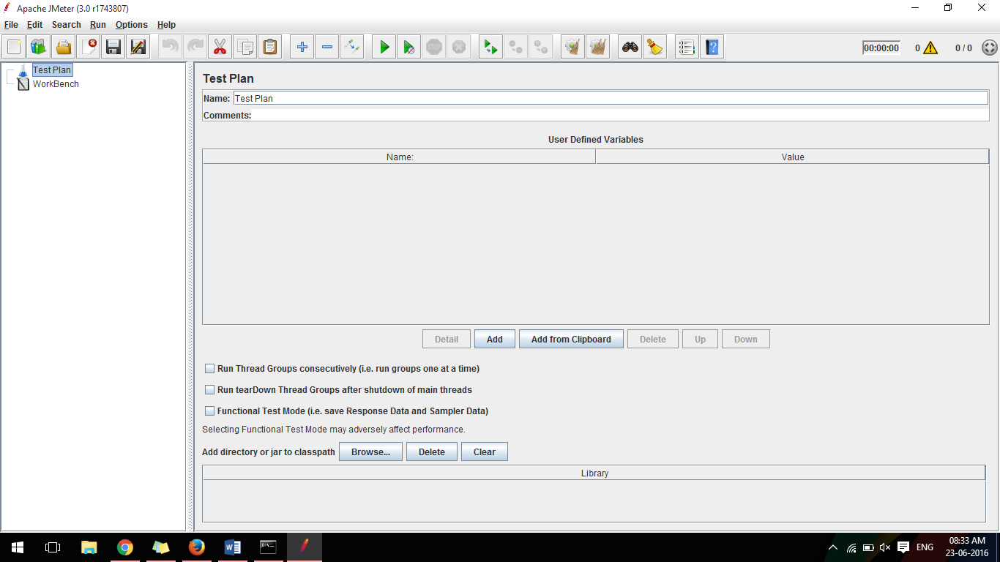 Apache JMeter (3.0 r1743807)
File Edit Search Run Options Help
00:00:00 0 0 / 0
Test Plan
WorkBench
Test Plan
Name: Test Plan
Comments:
User Defined Variables
Name: Value
Detail Add Add from Clipboard Delete Up Down
Run Thread Groups consecutively (i.e. run groups one at a time)
Run tearDown Thread Groups after shutdown of main threads
Functional Test Mode (i.e. save Response Data and Sampler Data)
Selecting Functional Test Mode may adversely affect performance.
Add directory or jar to classpath Browse... Delete Clear
Library
ENG
08:33 AM
23-06-2016